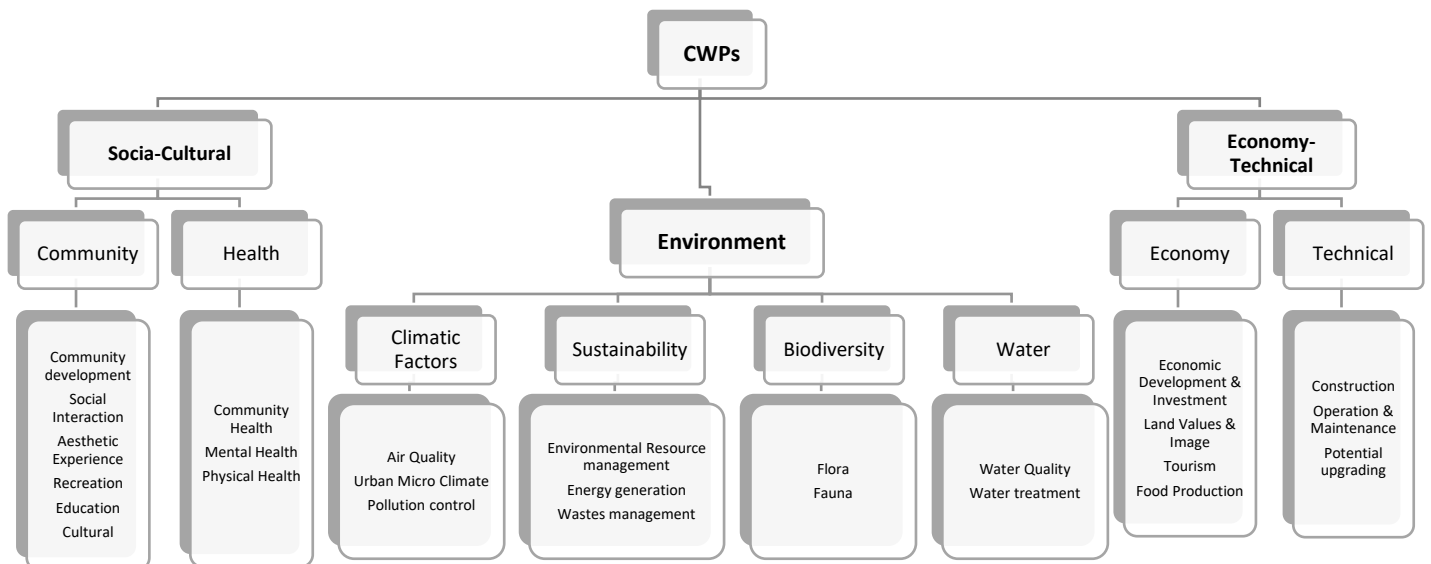 CWPs
Socia-Cultural
Economy-
Technical
Environment
Community
Health
Economy
Technical
Climatic
Factors
Sustainability
Biodiversity
Water
Community
development
Social
Interaction
Aesthetic
Experience
Recreation
Education
Cultural
Community
Health
Mental Health
Physical Health
Air Quality
Urban Micro Climate
Pollution control
Environmental Resource
management
Energy generation
Wastes management
Flora
Fauna
Water Quality
Water treatment
Economic
Development &
Investment
Land Values &
Image
Tourism
Food Production
Construction
Operation &
Maintenance
Potential
upgrading